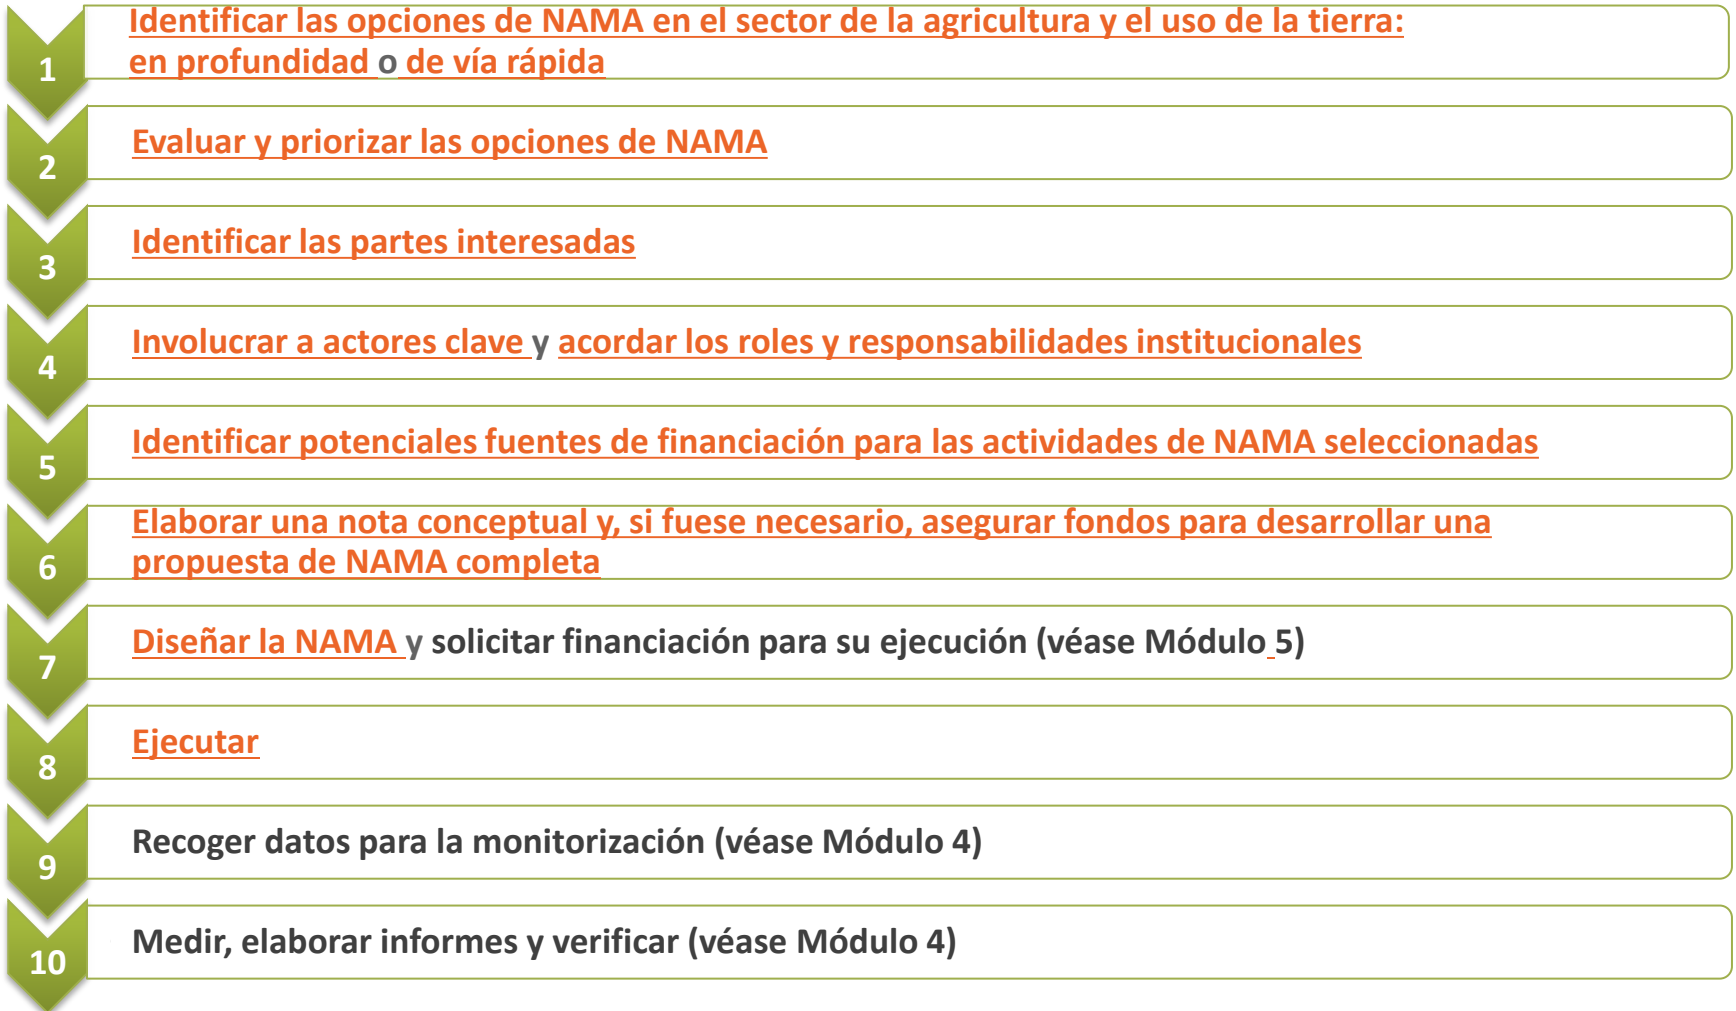 1
Identificar las opciones de NAMA en el sector de la agricultura y el uso de la tierra:
en profundidad o de vía rápida
2
Evaluar y priorizar las opciones de NAMA
3
Identificar las partes interesadas
4
Involucrar a actores clave y acordar los roles y responsabilidades institucionales
5
Identificar potenciales fuentes de financiación para las actividades de NAMA seleccionadas
6
Elaborar una nota conceptual y, si fuese necesario, asegurar fondos para desarrollar una
propuesta de NAMA completa
7
Diseñar la NAMA y solicitar financiación para su ejecución (véase Módulo 5)
8
Ejecutar
9
Recoger datos para la monitorización (véase Módulo 4)
10
Medir, elaborar informes y verificar (véase Módulo 4)